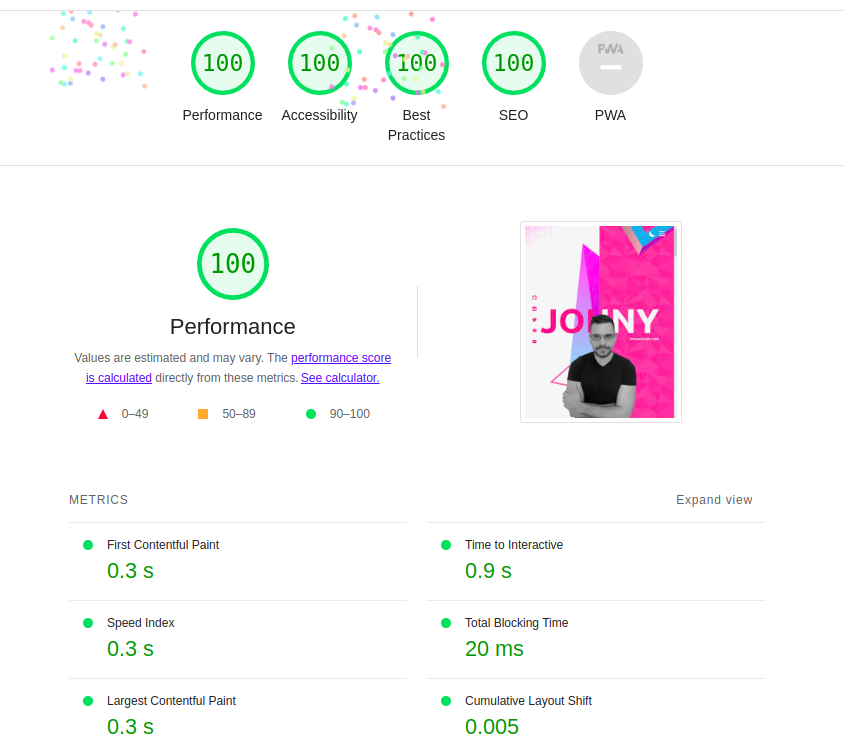 100 100 100 100 PWA
Performance Accessibility Best Practices SEO PWA
100
Performance
Values are estimated and may vary. The performance score
is calculated directly from these metrics. See calculator.
0–49 50–89 90–100
JONNY
METRICS Expand view
First Contentful Paint Time to Interactive
0.3 s 0.9 s
Speed Index Total Blocking Time
0.3 s 20 ms
Largest Contentful Paint Cumulative Layout Shift
0.3 s 0.005